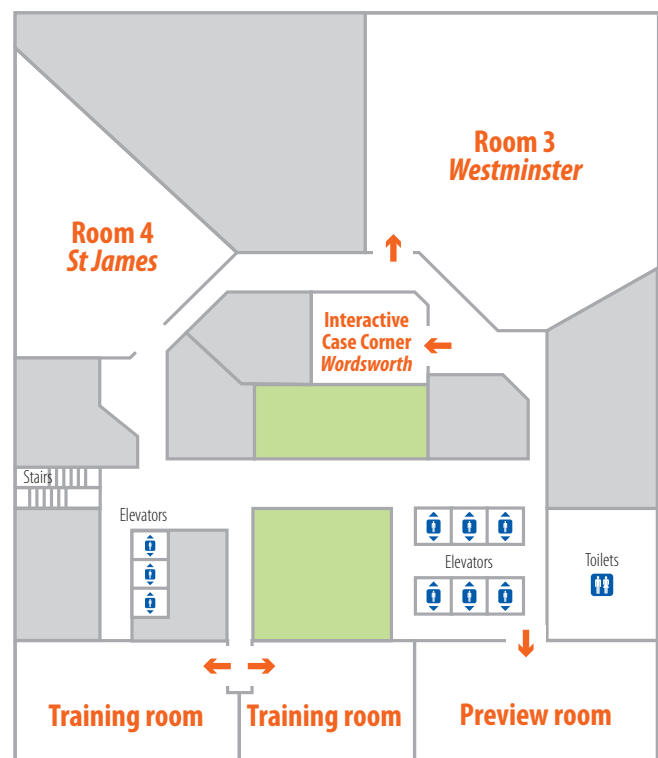 Room 3
Westminster
Room 4
St James
Interactive
Case Corner
Wordsworth
Stairs
Elevators
Elevators
Toilets
Training room
Training room
Preview room